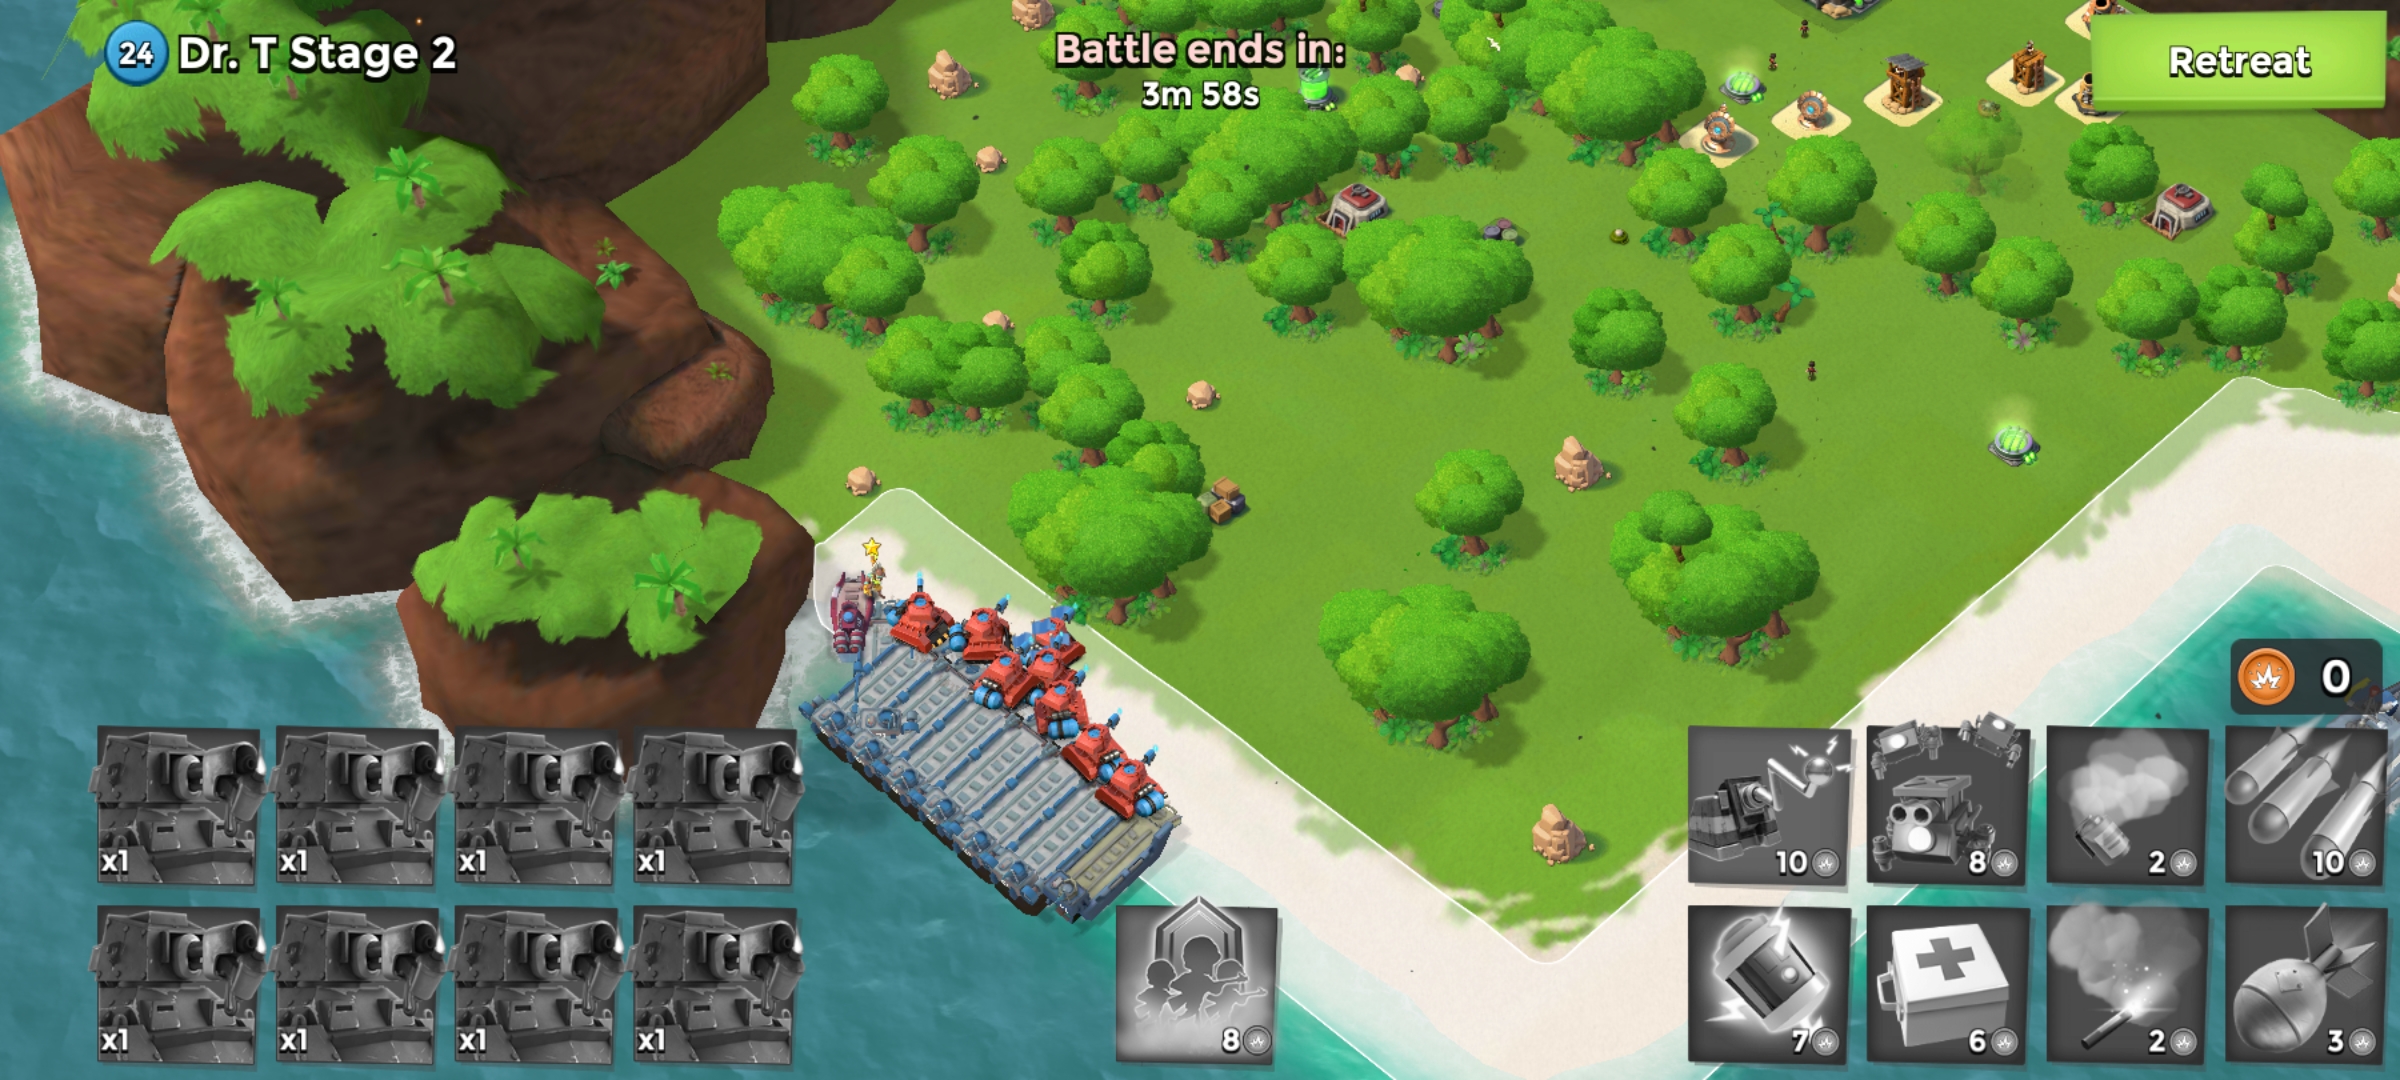 24 Dr. T Stage 2
Battle ends in:
3m 58s
Retreat
0
x1 x1 x1 x1
10 8 2 10
x1 x1 x1 x1
8
7 6 2 3